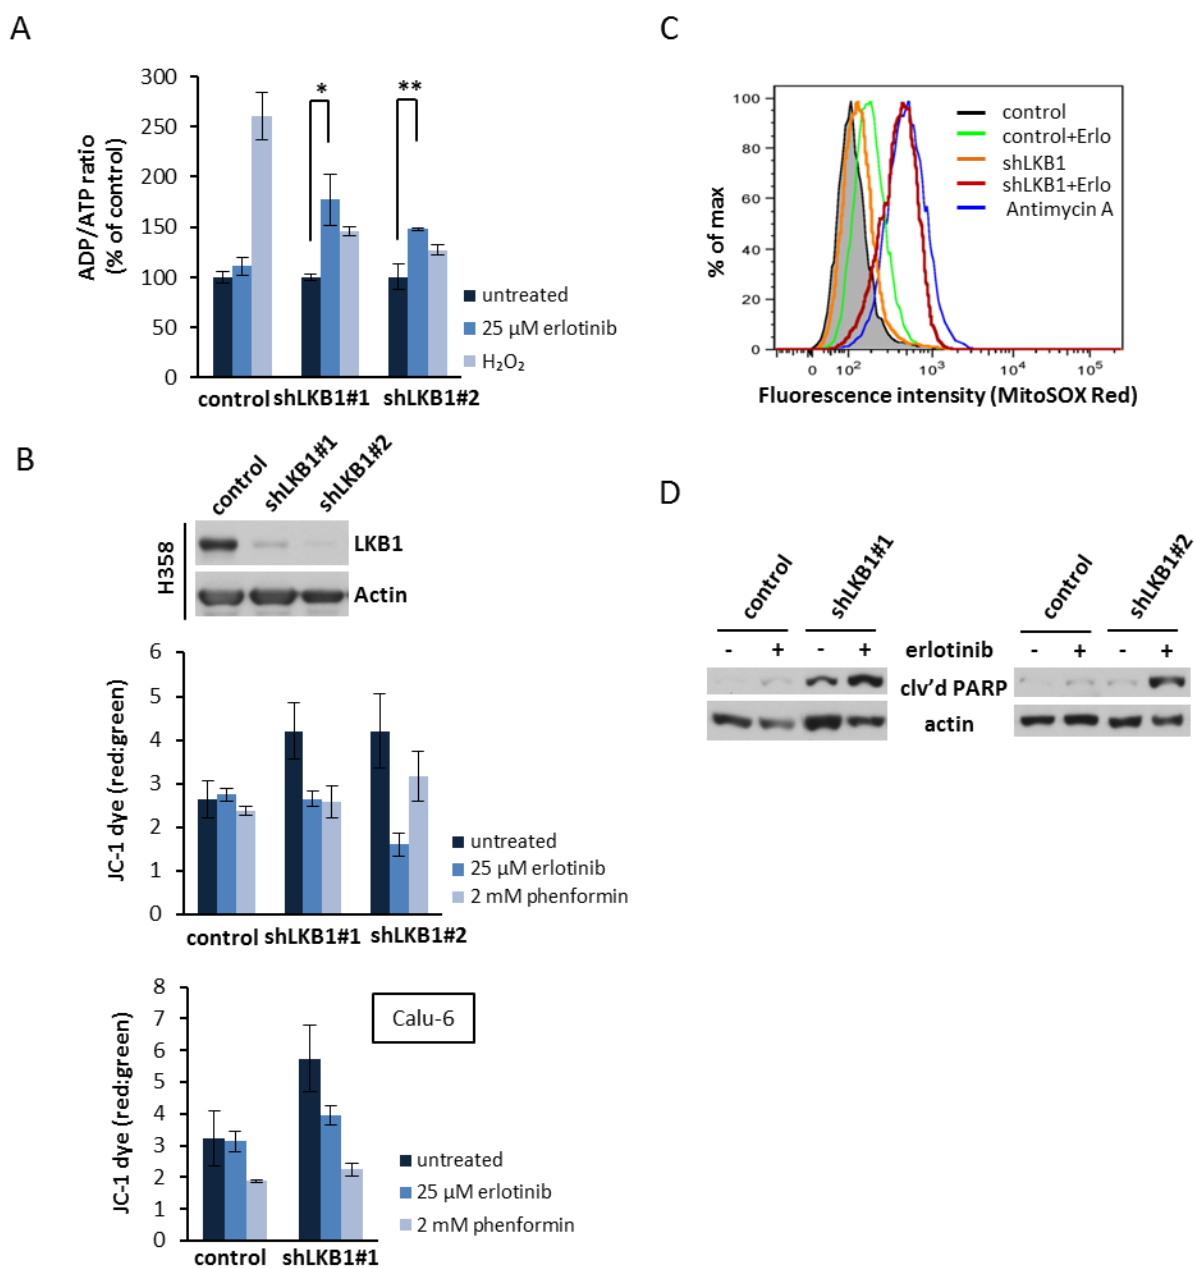 A
ADP/ATP ratio
(% of control)
300
250
200
150
100
50
0
*
**
untreated
25 µM erlotinib
H₂O₂
control shLKB1#1 shLKB1#2
B
control
shLKB1#1
shLKB1#2
H358
LKB1
Actin
JC-1 dye (red:green)
6
5
4
3
2
1
0
untreated
25 µM erlotinib
2 mM phenformin
control shLKB1#1 shLKB1#2
JC-1 dye (red:green)
8
7
6
5
4
3
2
1
0
Calu-6
untreated
25 µM erlotinib
2 mM phenformin
control shLKB1#1
C
% of max
100
80
60
40
20
0
control
control+Erlo
shLKB1
shLKB1+Erlo
Antimycin A
0 10² 10³ 10⁴ 10⁵
Fluorescence intensity (MitoSOX Red)
D
control shLKB1#1 control shLKB1#2
- + - + erlotinib - + - +
clv'd PARP
actin